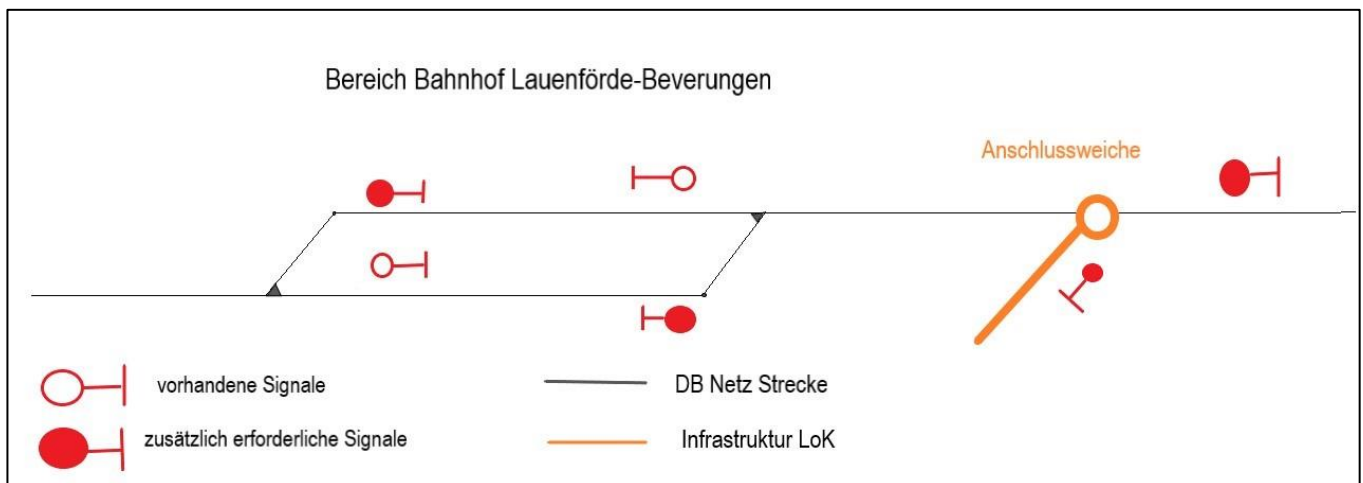 Bereich Bahnhof Lauenförde-Beverungen
Anschlussweiche
vorhandene Signale
DB Netz Strecke
zusätzlich erforderliche Signale
Infrastruktur LoK